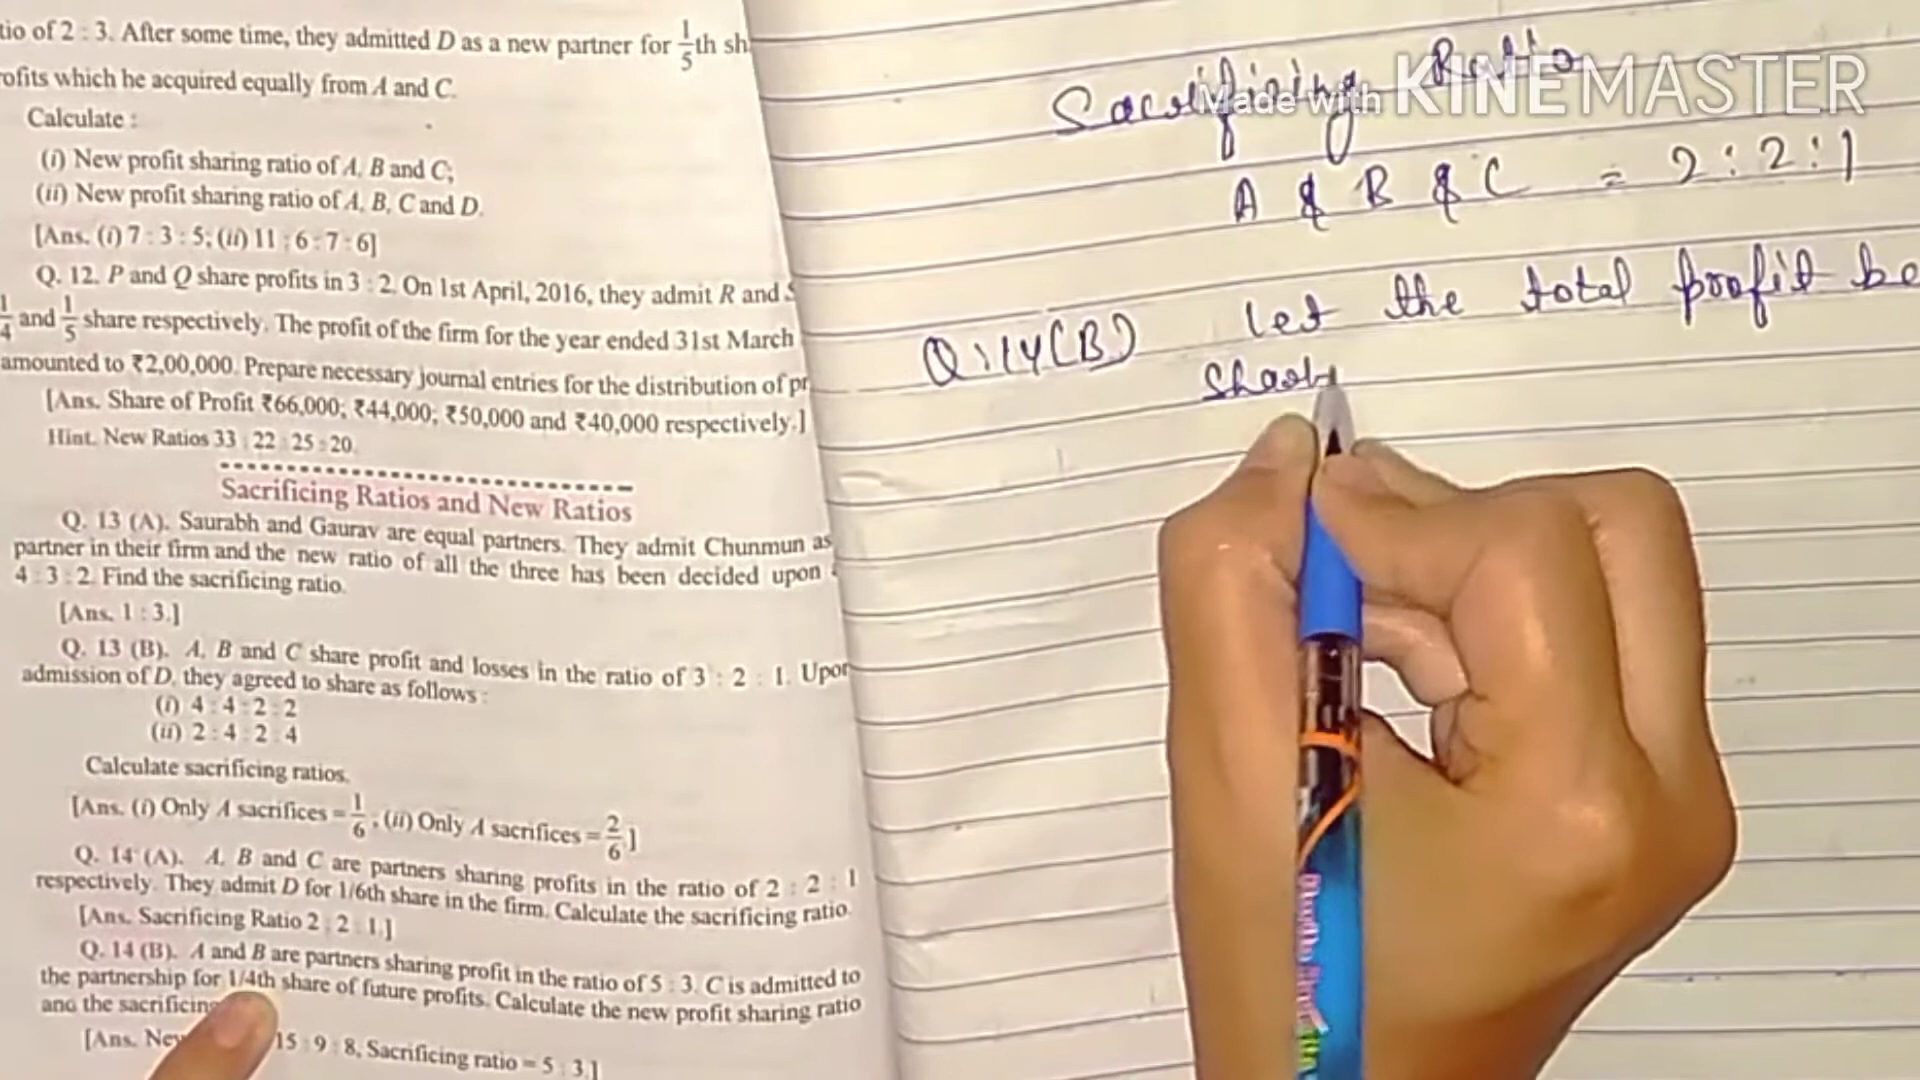 tio of 2 : 3. After some time, they admitted D as a new partner for 1/5th sh
rofits which he acquired equally from A and C.
Calculate :
(i) New profit sharing ratio of A, B and C;
(ii) New profit sharing ratio of A, B, C and D.
[Ans. (i) 7 : 3 : 5; (ii) 11 : 6 : 7 : 6]
Q. 12. P and Q share profits in 3 : 2. On 1st April, 2016, they admit R and S
1/4 and 1/5 share respectively. The profit of the firm for the year ended 31st March
amounted to ₹2,00,000. Prepare necessary journal entries for the distribution of pr
[Ans. Share of Profit ₹66,000; ₹44,000; ₹50,000 and ₹40,000 respectively.]
Hint. New Ratios 33 : 22 : 25 : 20.
Sacrificing Ratios and New Ratios
Q. 13 (A). Saurabh and Gaurav are equal partners. They admit Chunmun as
partner in their firm and the new ratio of all the three has been decided upon
4 : 3 : 2. Find the sacrificing ratio.
[Ans. 1 : 3.]
Q. 13 (B). A, B and C share profit and losses in the ratio of 3 : 2 : 1. Upon
admission of D, they agreed to share as follows :
(i) 4 : 4 : 2 : 2
(ii) 2 : 4 : 2 : 4
Calculate sacrificing ratios.
[Ans. (i) Only A sacrifices = 1/6, (ii) Only A sacrifices = 2/6]
Q. 14 (A). A, B and C are partners sharing profits in the ratio of 2 : 2 : 1
respectively. They admit D for 1/6th share in the firm. Calculate the sacrificing ratio.
[Ans. Sacrificing Ratio 2 : 2 : 1.]
Q. 14 (B). A and B are partners sharing profit in the ratio of 5 : 3. C is admitted to
the partnership for 1/4th share of future profits. Calculate the new profit sharing ratio
and the sacrificing
[Ans. New 15 : 9 : 8, Sacrificing ratio = 5 : 3.]
Sacrificing Ratio
Made with KINEMASTER
A & B & C = 2 : 2 : 1
Q:14(B) let the total profit be